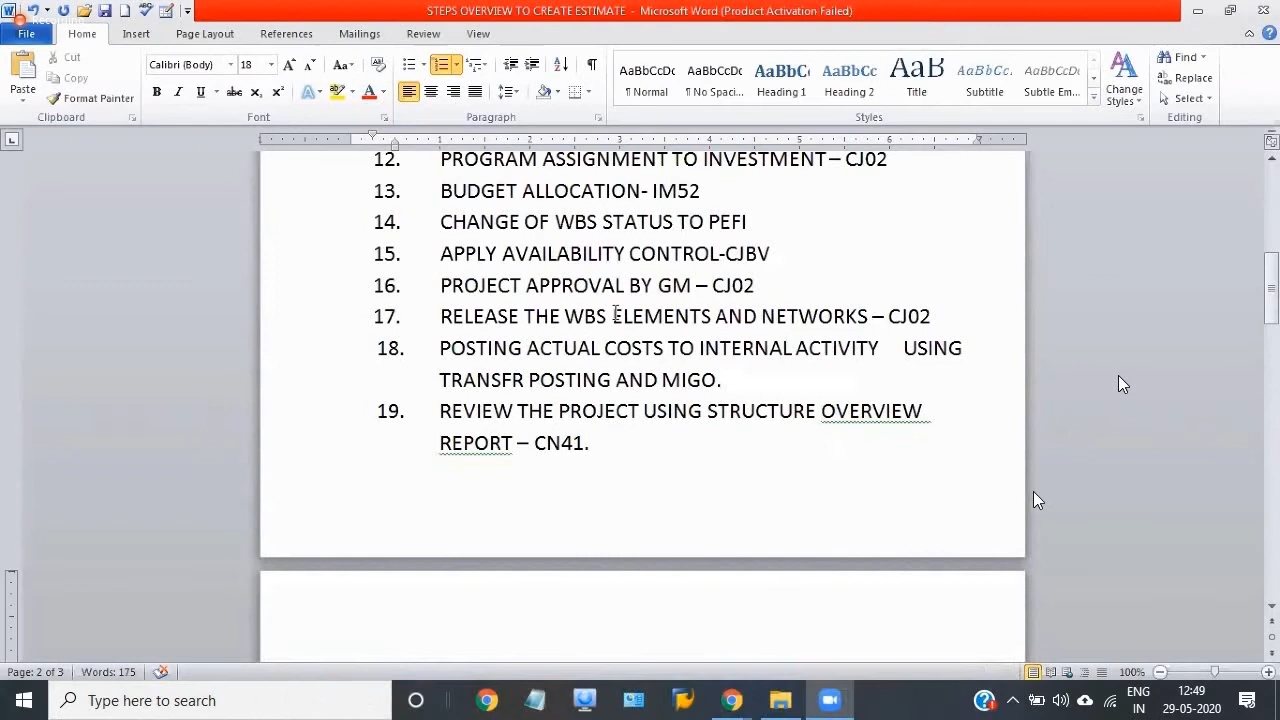 Recording
STEPS OVERVIEW TO CREATE ESTIMATE - Microsoft Word (Product Activation Failed)
File Home Insert Page Layout References Mailings Review View
Cut
Copy
Format Painter
Paste
Clipboard
Calibri (Body) 18
Font
Paragraph
AaBbCcDc AaBbCcDc AaBbC AaBbCc AaB AaBbCc. AaBbCcDc
¶ Normal ¶ No Spaci... Heading 1 Heading 2 Title Subtitle Subtle Em...
Styles
Change Styles
Find
Replace
Select
Editing
12. PROGRAM ASSIGNMENT TO INVESTMENT – CJ02
13. BUDGET ALLOCATION- IM52
14. CHANGE OF WBS STATUS TO PEFI
15. APPLY AVAILABILITY CONTROL-CJBV
16. PROJECT APPROVAL BY GM – CJ02
17. RELEASE THE WBS ELEMENTS AND NETWORKS – CJ02
18. POSTING ACTUAL COSTS TO INTERNAL ACTIVITY USING
TRANSFR POSTING AND MIGO.
19. REVIEW THE PROJECT USING STRUCTURE OVERVIEW
REPORT – CN41.
Page: 2 of 3 Words: 175 100%
Type here to search
ENG
IN
12:49
29-05-2020